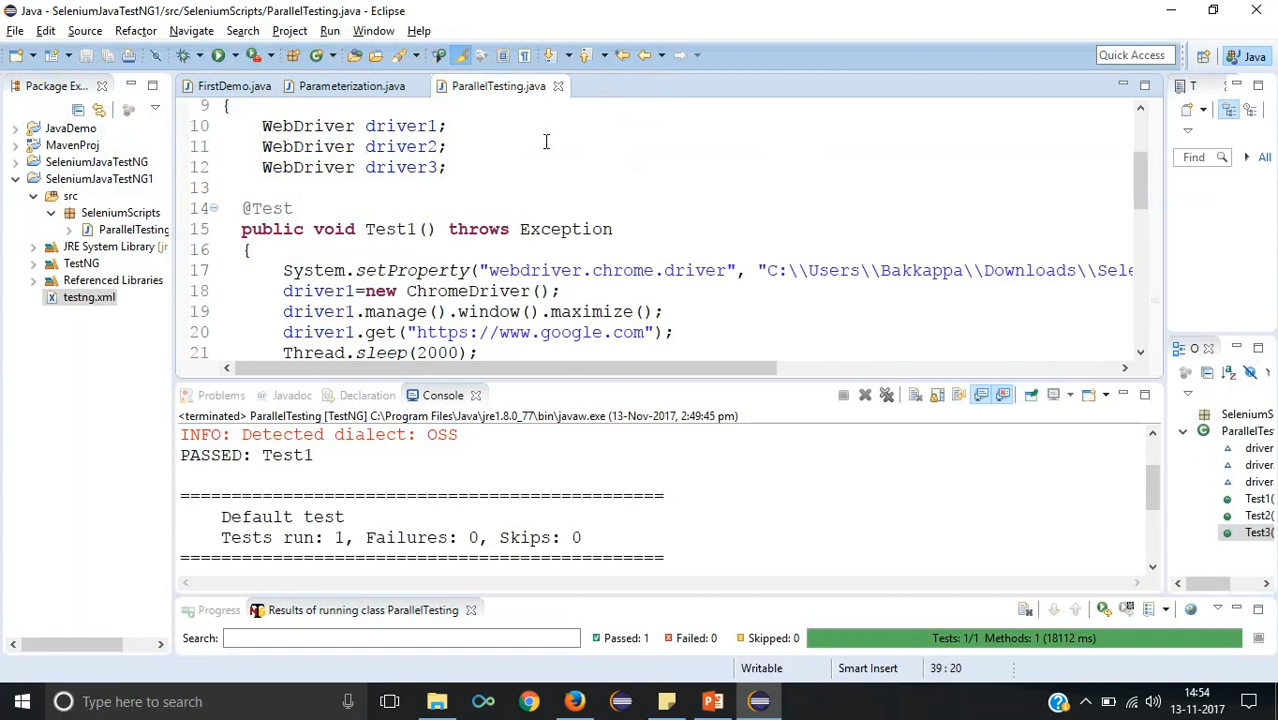 Java - SeleniumJavaTestNG1/src/SeleniumScripts/ParallelTesting.java - Eclipse
File Edit Source Refactor Navigate Search Project Run Window Help
Quick Access
Java
Package Ex...
FirstDemo.java
Parameterization.java
ParallelTesting.java
T
JavaDemo
MavenProj
SeleniumJavaTestNG
SeleniumJavaTestNG1
src
SeleniumScripts
ParallelTesting
JRE System Library [jr
TestNG
Referenced Libraries
testng.xml
9 {
10 WebDriver driver1;
11 WebDriver driver2;
12 WebDriver driver3;
13
14 @Test
15 public void Test1() throws Exception
16 {
17 System.setProperty("webdriver.chrome.driver", "C:\\Users\\Bakkappa\\Downloads\\Sele
18 driver1=new ChromeDriver();
19 driver1.manage().window().maximize();
20 driver1.get("https://www.google.com");
21 Thread.sleep(2000);
Find
All
O
SeleniumS
ParallelTes
driver
driver
driver
Test1(
Test2(
Test3(
Problems Javadoc Declaration Console
<terminated> ParallelTesting [TestNG] C:\Program Files\Java\jre1.8.0_77\bin\javaw.exe (13-Nov-2017, 2:49:45 pm)
INFO: Detected dialect: OSS
PASSED: Test1
===============================================
Default test
Tests run: 1, Failures: 0, Skips: 0
===============================================
Progress Results of running class ParallelTesting
Search:
Passed: 1
Failed: 0
Skipped: 0
Tests: 1/1 Methods: 1 (18112 ms)
Writable
Smart Insert
39 : 20
Type here to search
14:54
13-11-2017